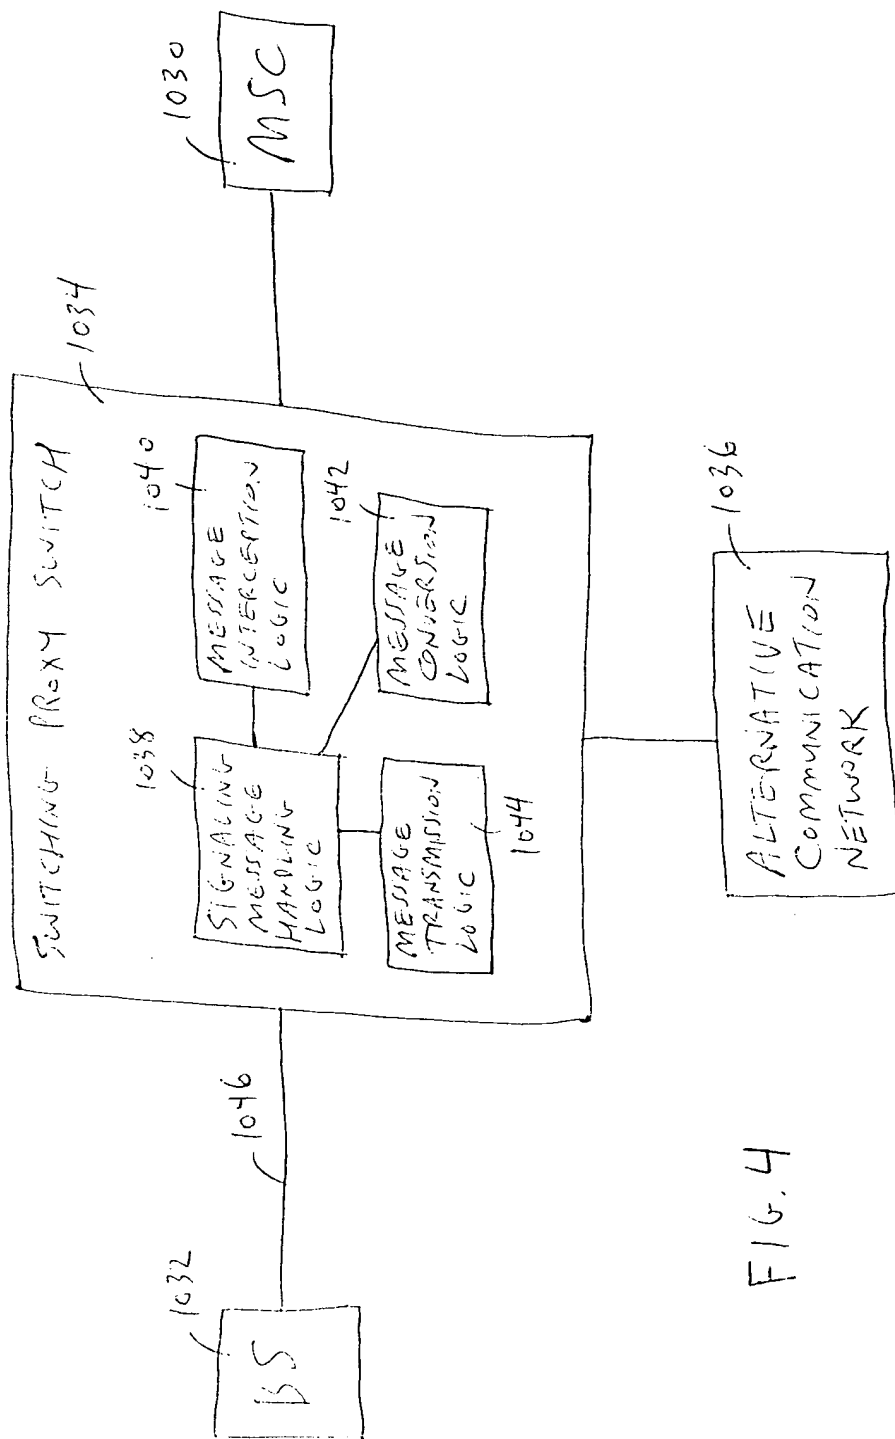 SWITCHING PROXY SWITCH
1034
1032
BS
1046
1038
SIGNALING
MESSAGE
HANDLING
LOGIC
1040
MESSAGE
INTERCEPTION
LOGIC
MESSAGE
TRANSMISSION
LOGIC
1044
1042
MESSAGE
CONVERSION
LOGIC
1030
MSC
1036
ALTERNATIVE
COMMUNICATION
NETWORK
FIG. 4